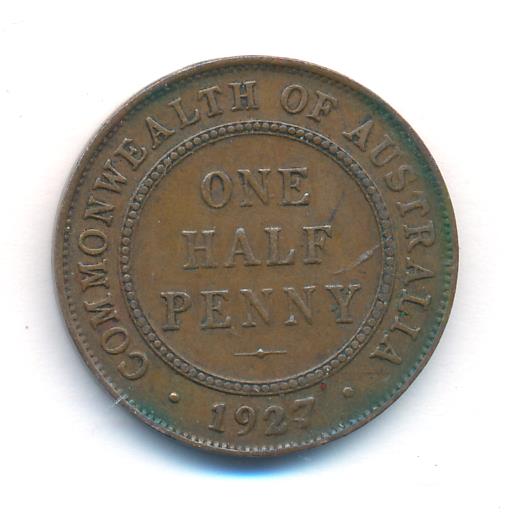 COMMONWEALTH OF AUSTRALIA
ONE
HALF
PENNY
· 1927 ·